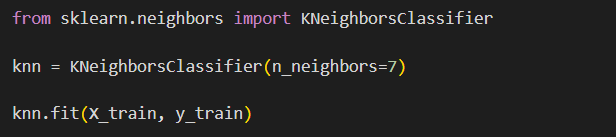 from sklearn.neighbors import KNeighborsClassifier
knn = KNeighborsClassifier(n_neighbors=7)
knn.fit(X_train, y_train)